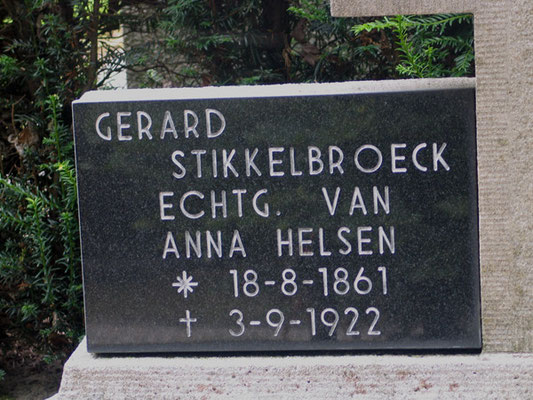 GERARD
STIKKELBROECK
ECHTG. VAN
ANNA HELSEN
* 18-8-1861
† 3-9-1922